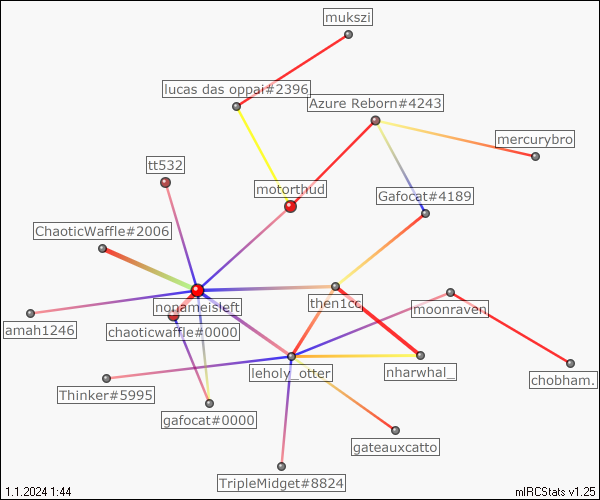 mukszi
lucas das oppai#2396
Azure Reborn#4243
mercurybro
tt532
motorthud
Gafocat#4189
ChaoticWaffle#2006
nonameisleft
then1cc
moonraven
amah1246
chaoticwaffle#0000
leholy_otter
nharwhal_
chobham.
Thinker#5995
gafocat#0000
gateauxcatto
TripleMidget#8824
1.1.2024 1:44
mIRCStats v1.25